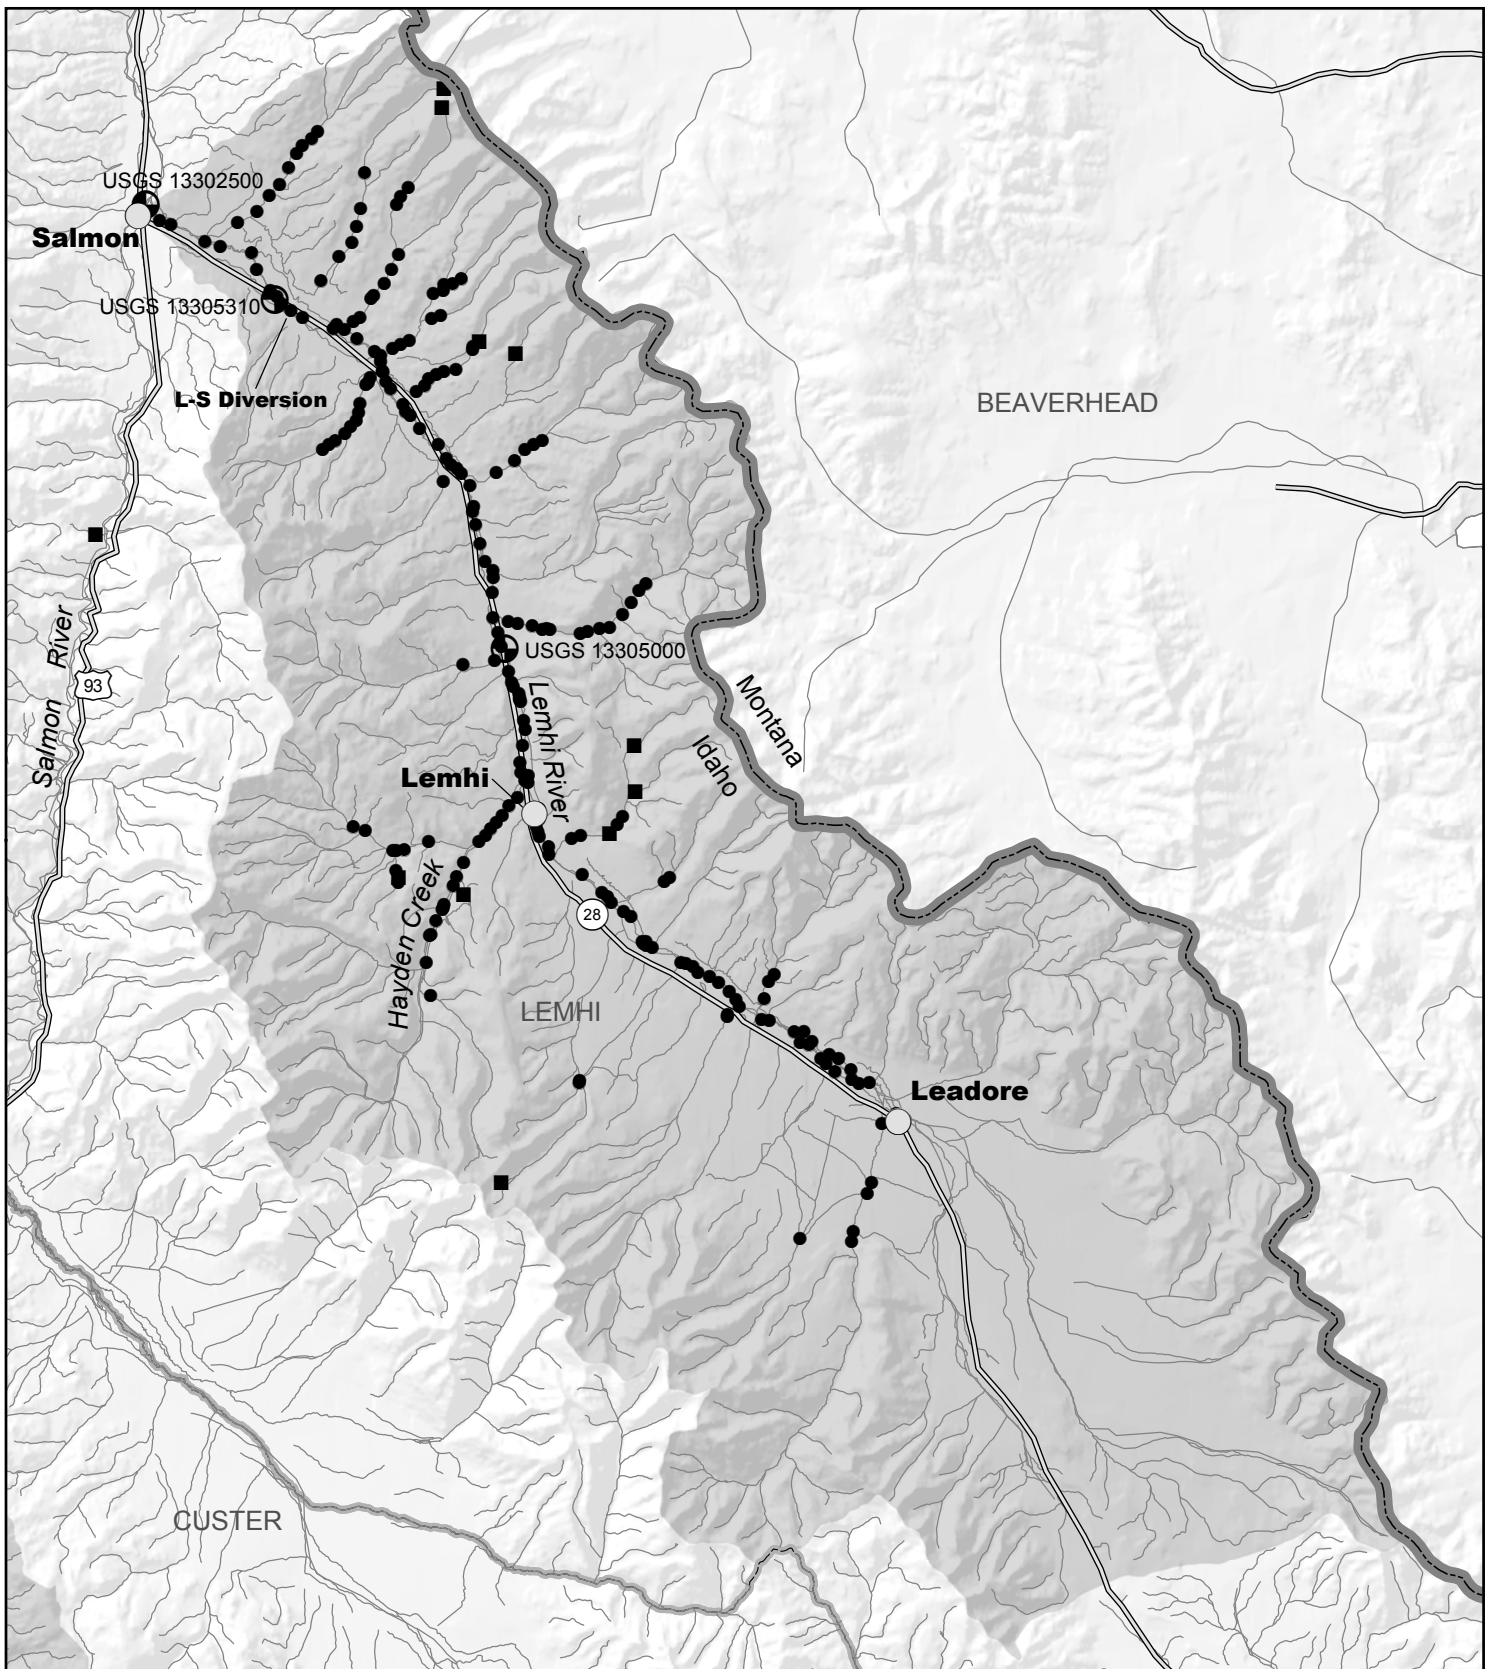 USGS 13302500
Salmon
USGS 13305310
L-S Diversion
BEAVERHEAD
Salmon River
93
USGS 13305000
Lemhi River
Montana
Idaho
Lemhi
Hayden Creek
28
LEMHI
Leadore
CUSTER